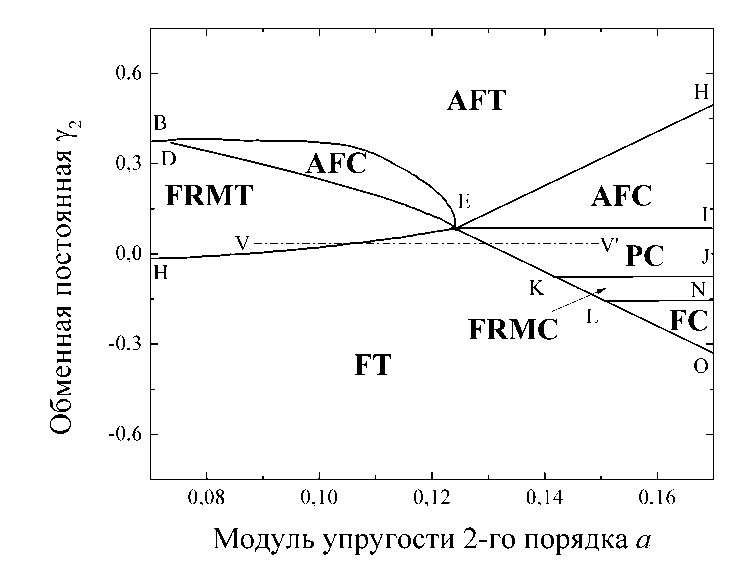 0.6
H
AFT
B
0.3
D
AFC
E
AFC
FRMT
I
V
V'
PC
J
0.0
H
K
N
FRMC
L
FC
-0.3
O
FT
-0.6
0,08
0,10
0,12
0,14
0.16
Обменная постоянная γ₂
Модуль упругости 2-го порядка a